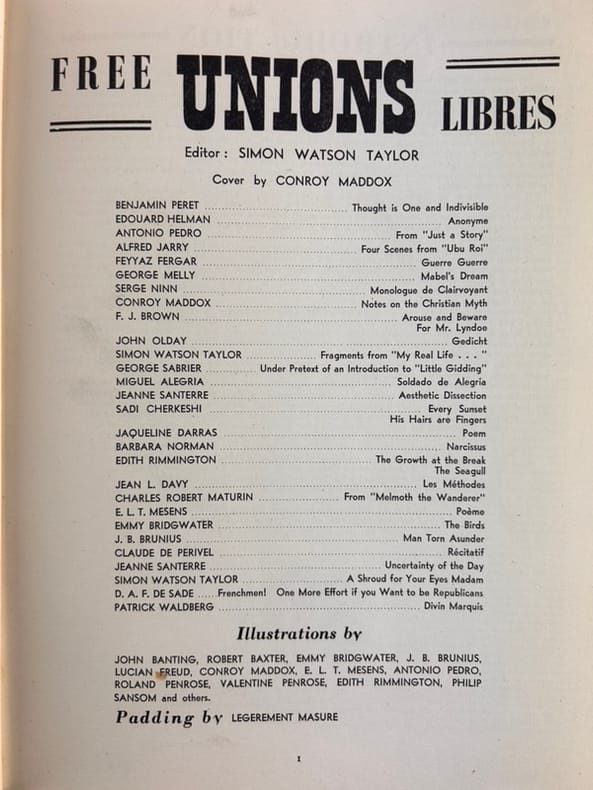 FREE UNIONS LIBRES
Editor: SIMON WATSON TAYLOR
Cover by CONROY MADDOX
BENJAMIN PERET ........ Thought is One and Indivisible
EDOUARD HELMAN ........ Anonyme
ANTONIO PEDRO ........ From "Just a Story"
ALFRED JARRY ........ Four Scenes from "Ubu Roi"
FEYYAZ FERGAR ........ Guerre Guerre
GEORGE MELLY ........ Mabel's Dream
SERGE NINN ........ Monologue de Clairvoyant
CONROY MADDOX ........ Notes on the Christian Myth
F. J. BROWN ........ Arouse and Beware
For Mr. Lyndoe
JOHN OLDAY ........ Gedicht
SIMON WATSON TAYLOR ........ Fragments from "My Real Life . . . "
GEORGE SABRIER ........ Under Pretext of an Introduction to "Little Gidding"
MIGUEL ALEGRIA ........ Soldado de Alegria
JEANNE SANTERRE ........ Aesthetic Dissection
SADI CHERKESHI ........ Every Sunset
His Hairs are Fingers
JAQUELINE DARRAS ........ Poem
BARBARA NORMAN ........ Narcissus
EDITH RIMMINGTON ........ The Growth at the Break
The Seagull
JEAN L. DAVY ........ Les Méthodes
CHARLES ROBERT MATURIN ........ From "Melmoth the Wanderer"
E. L. T. MESENS ........ Poème
EMMY BRIDGWATER ........ The Birds
J. B. BRUNIUS ........ Man Torn Asunder
CLAUDE DE PERIVEL ........ Récitatif
JEANNE SANTERRE ........ Uncertainty of the Day
SIMON WATSON TAYLOR ........ A Shroud for Your Eyes Madam
D. A. F. DE SADE ...... Frenchmen! One More Effort if you Want to be Republicans
PATRICK WALDBERG ........ Divin Marquis
Illustrations by
JOHN BANTING, ROBERT BAXTER, EMMY BRIDGWATER, J. B. BRUNIUS,
LUCIAN FREUD, CONROY MADDOX, E. L. T. MESENS, ANTONIO PEDRO,
ROLAND PENROSE, VALENTINE PENROSE, EDITH RIMMINGTON, PHILIP
SANSOM and others.
Padding by LEGEREMENT MASURE
I